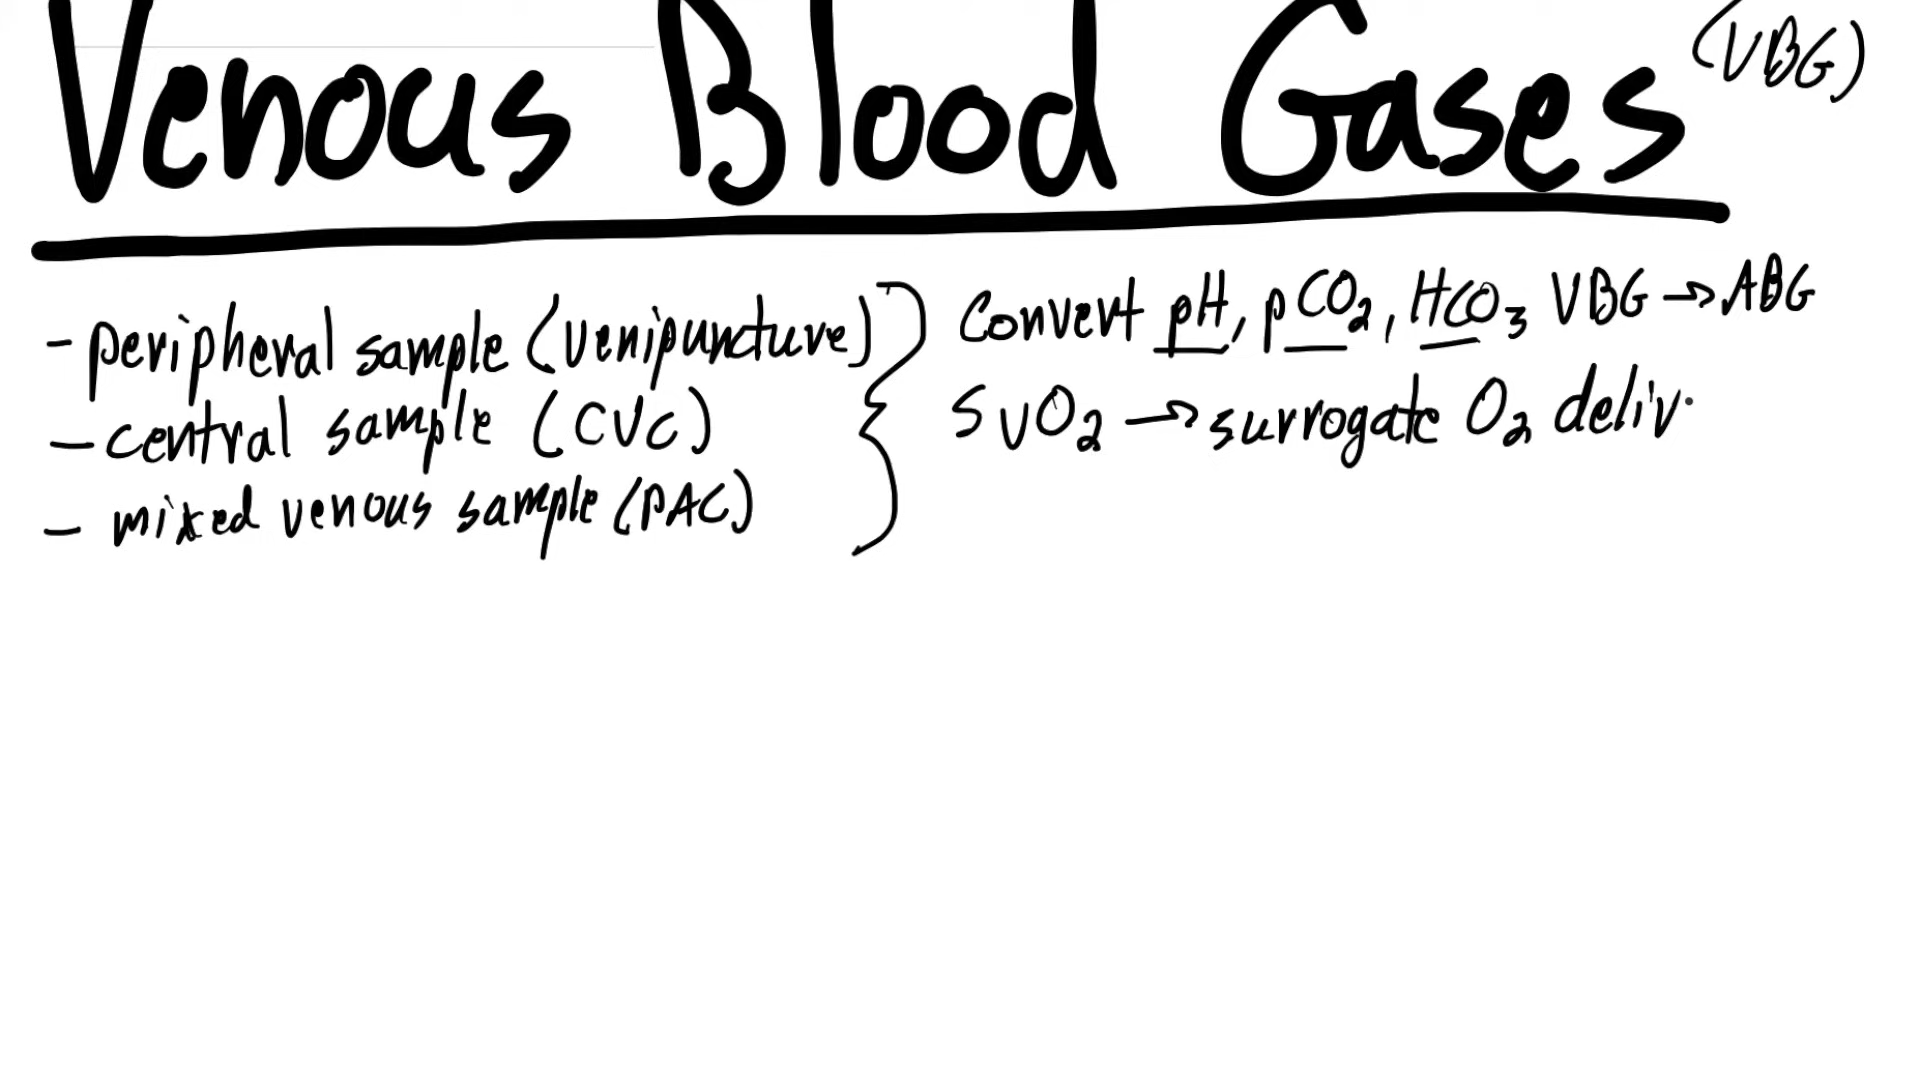 Venous Blood Gases (VBG)
- peripheral sample (venipuncture)
- central sample (CVC)
- mixed venous sample (PAC)
Convert pH, pCO2, HCO3 VBG → ABG
SvO2 → surrogate O2 deliv